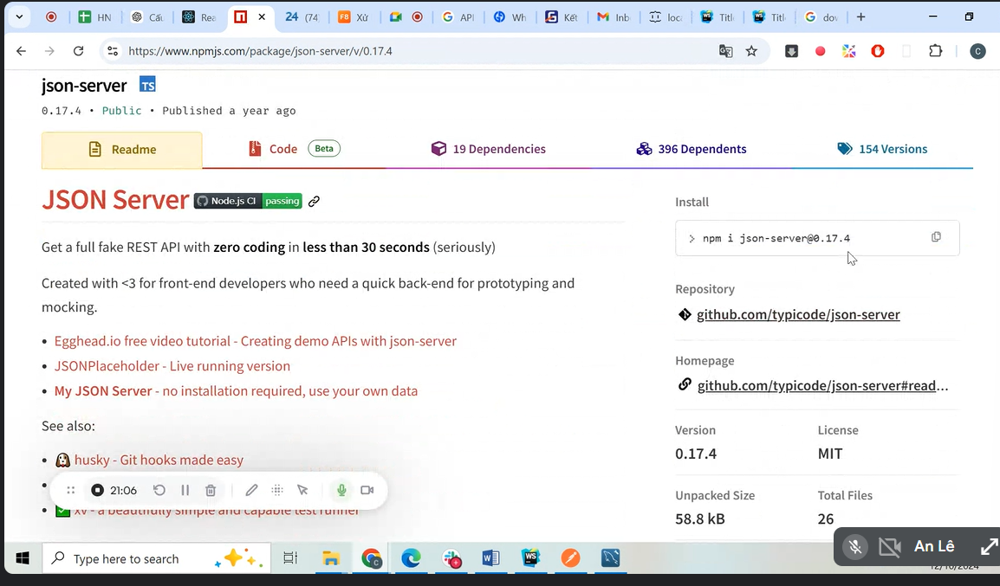 HN
Cấu
Rea
24
(74
F8
Xử
API
Wh
Kết
Inb
loca
Title
Title
dow
https://www.npmjs.com/package/json-server/v/0.17.4
C
json-server TS
0.17.4 • Public • Published a year ago
Readme
Code Beta
19 Dependencies
396 Dependents
154 Versions
JSON Server Node.js CI passing
Install
npm i json-server@0.17.4
Get a full fake REST API with zero coding in less than 30 seconds (seriously)
Created with <3 for front-end developers who need a quick back-end for prototyping and
mocking.
Repository
github.com/typicode/json-server
• Egghead.io free video tutorial - Creating demo APIs with json-server
• JSONPlaceholder - Live running version
• My JSON Server - no installation required, use your own data
Homepage
github.com/typicode/json-server#read...
See also:
• husky - Git hooks made easy
Version License
0.17.4 MIT
21:06
• xv - a beautifully simple and capable test runner
Unpacked Size Total Files
58.8 kB 26
Type here to search
An Lê
12/10/2024